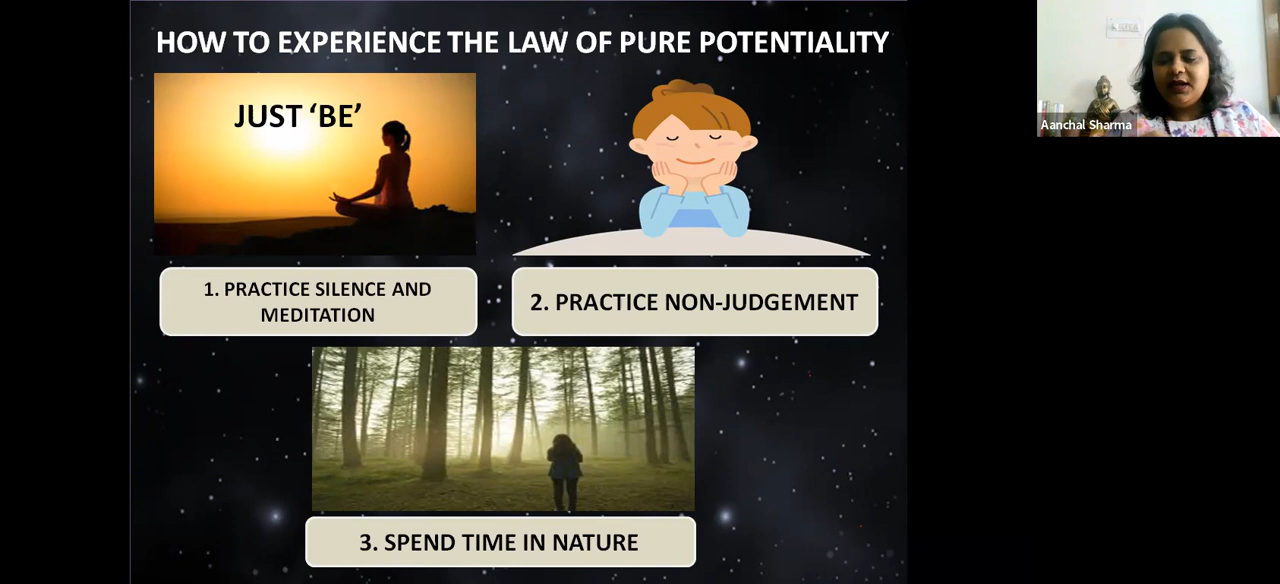 HOW TO EXPERIENCE THE LAW OF PURE POTENTIALITY
JUST ‘BE’
1. PRACTICE SILENCE AND
MEDITATION
2. PRACTICE NON-JUDGEMENT
3. SPEND TIME IN NATURE
Aanchal Sharma